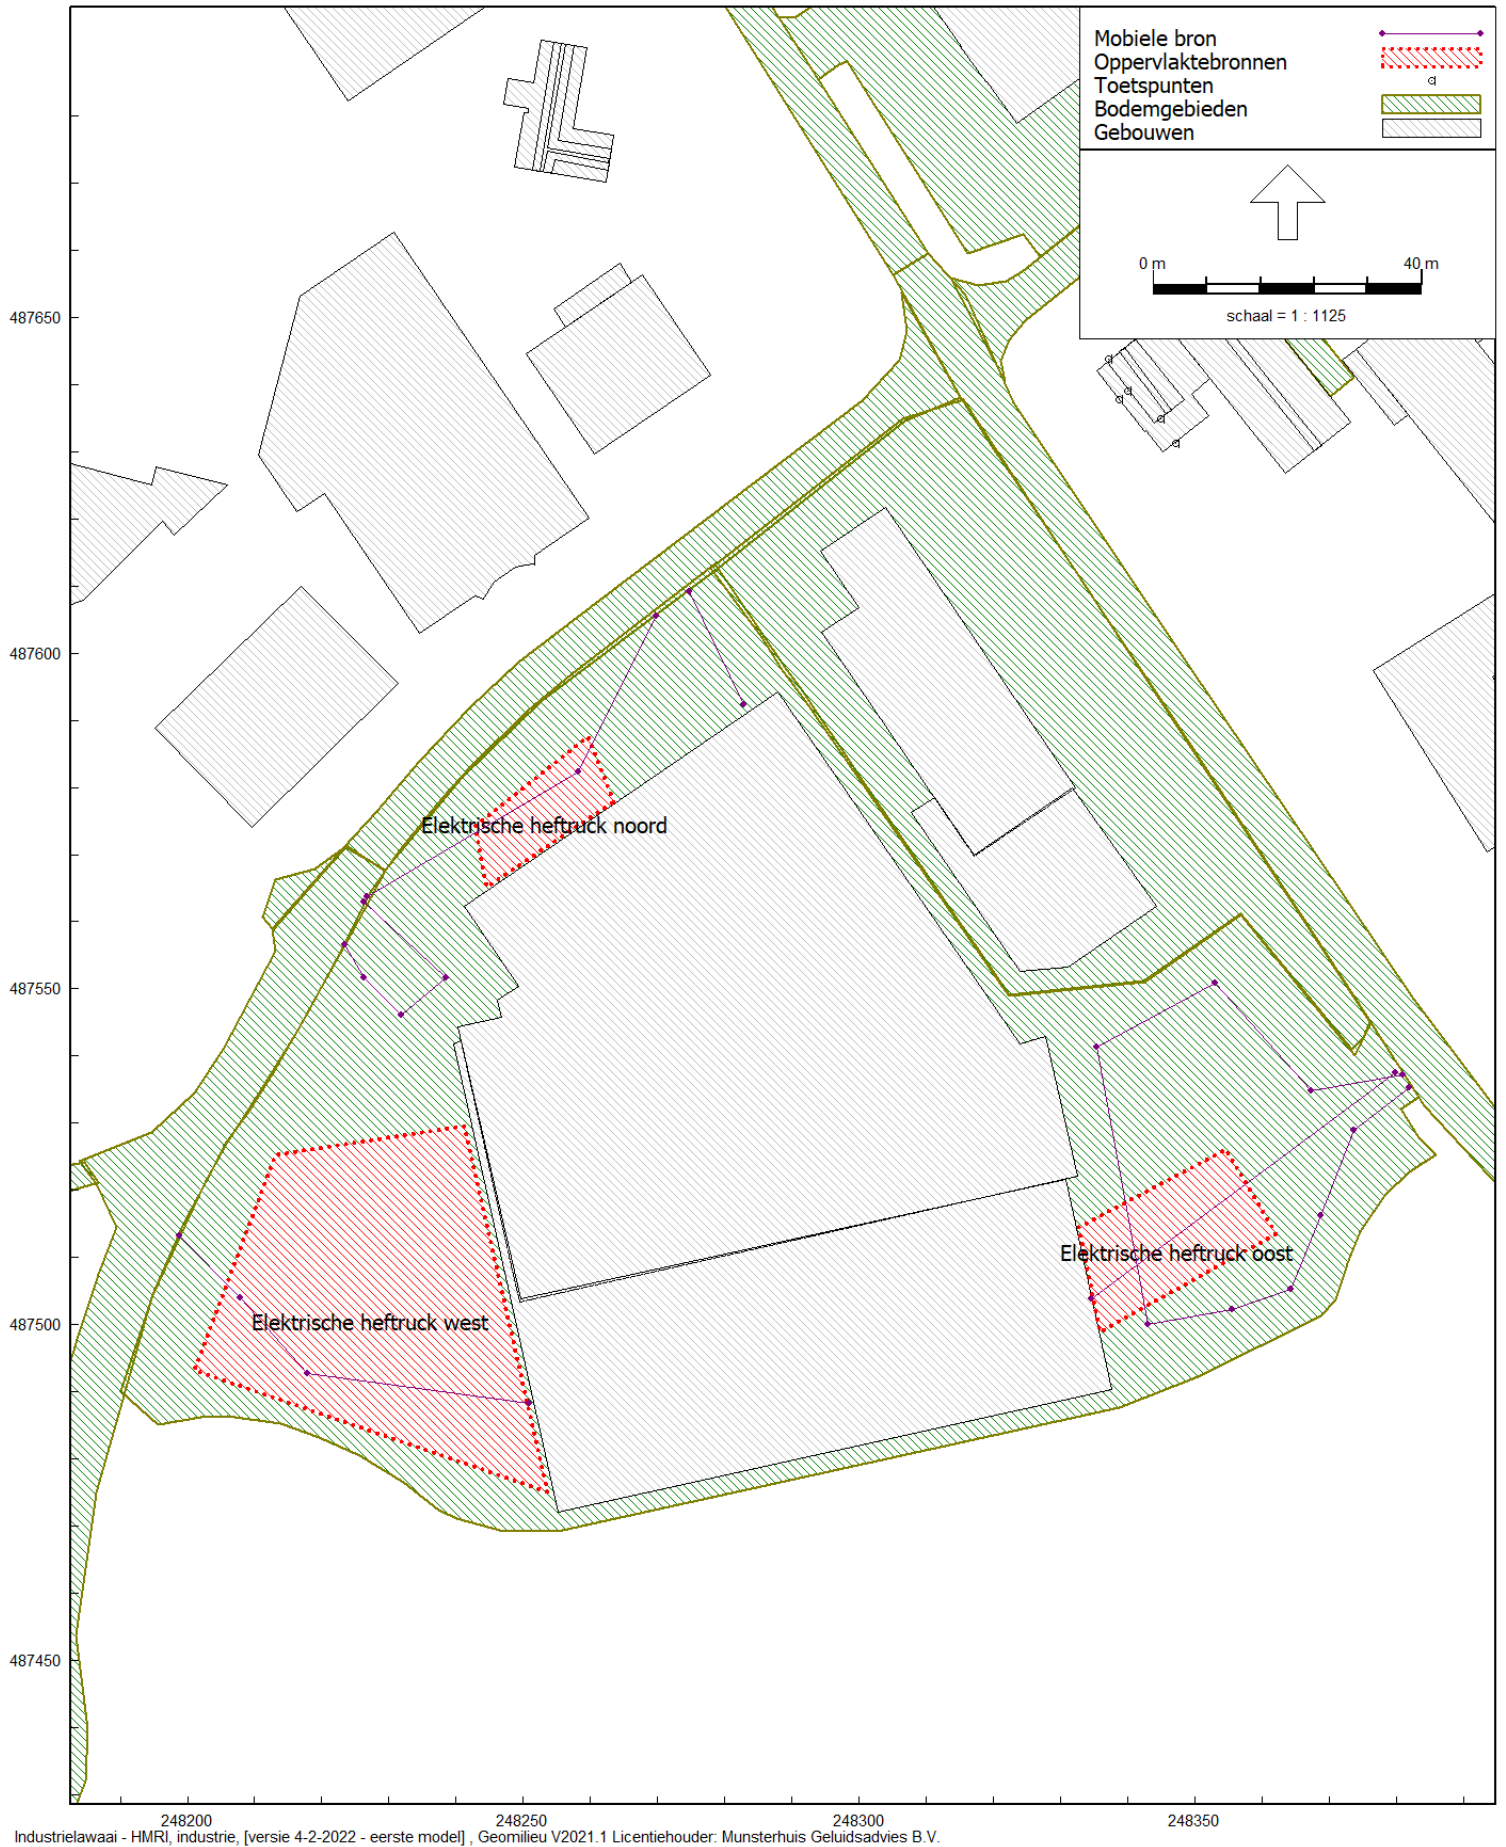 Mobiele bron
Oppervlaktebronnen
Toetspunten
Bodemgebieden
Gebouwen
0 m
40 m
schaal = 1 : 1125
487650
487600
Elektrische heftruck noord
487550
Elektrische heftruck oost
Elektrische heftruck west
487500
487450
248200
248250
248300
248350
Industrielawaai - HMRI, industrie, [versie 4-2-2022 - eerste model] , Geomilieu V2021.1 Licentiehouder: Munsterhuis Geluidsadvies B.V.